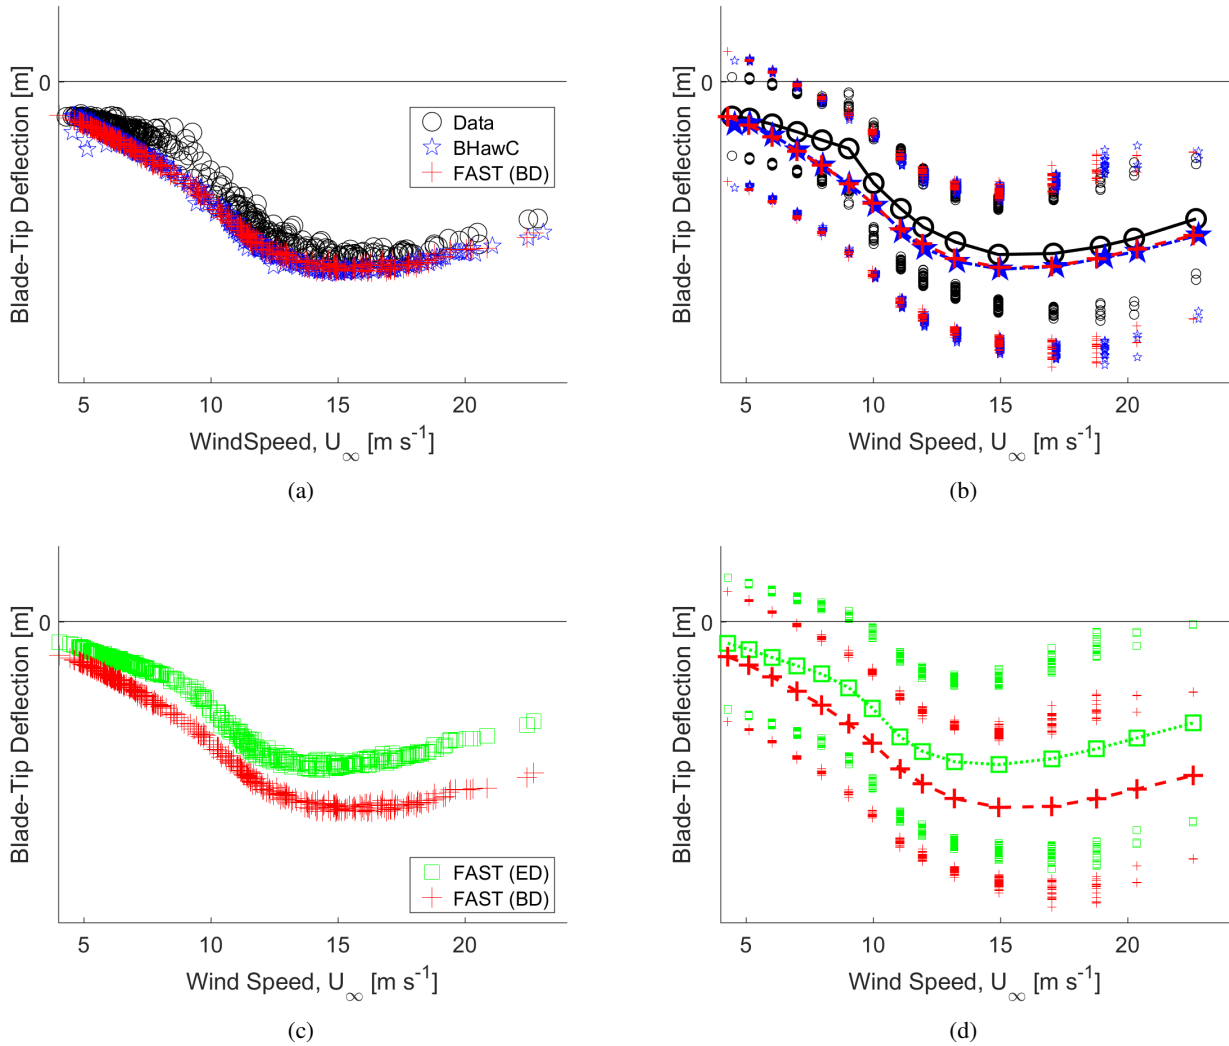 Blade-Tip Deflection [m]
0
Data
BHawC
FAST (BD)
5 10 15 20
WindSpeed, U∞ [m s-1]
(a)
Blade-Tip Deflection [m]
0
5 10 15 20
Wind Speed, U∞ [m s-1]
(b)
Blade-Tip Deflection [m]
0
FAST (ED)
FAST (BD)
5 10 15 20
Wind Speed, U∞ [m s-1]
(c)
Blade-Tip Deflection [m]
0
5 10 15 20
Wind Speed, U∞ [m s-1]
(d)